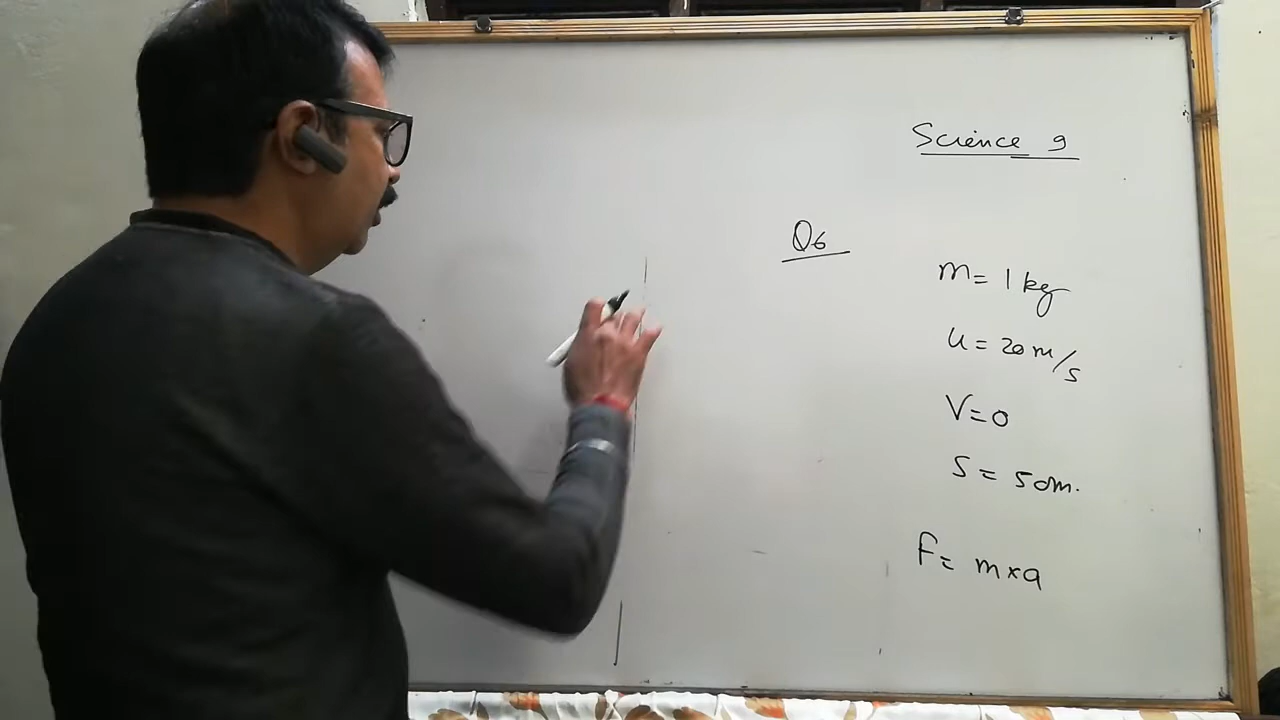 Science 9
Q6
m = 1 kg
u = 20 m/s
V = 0
S = 50m.
F = m×a